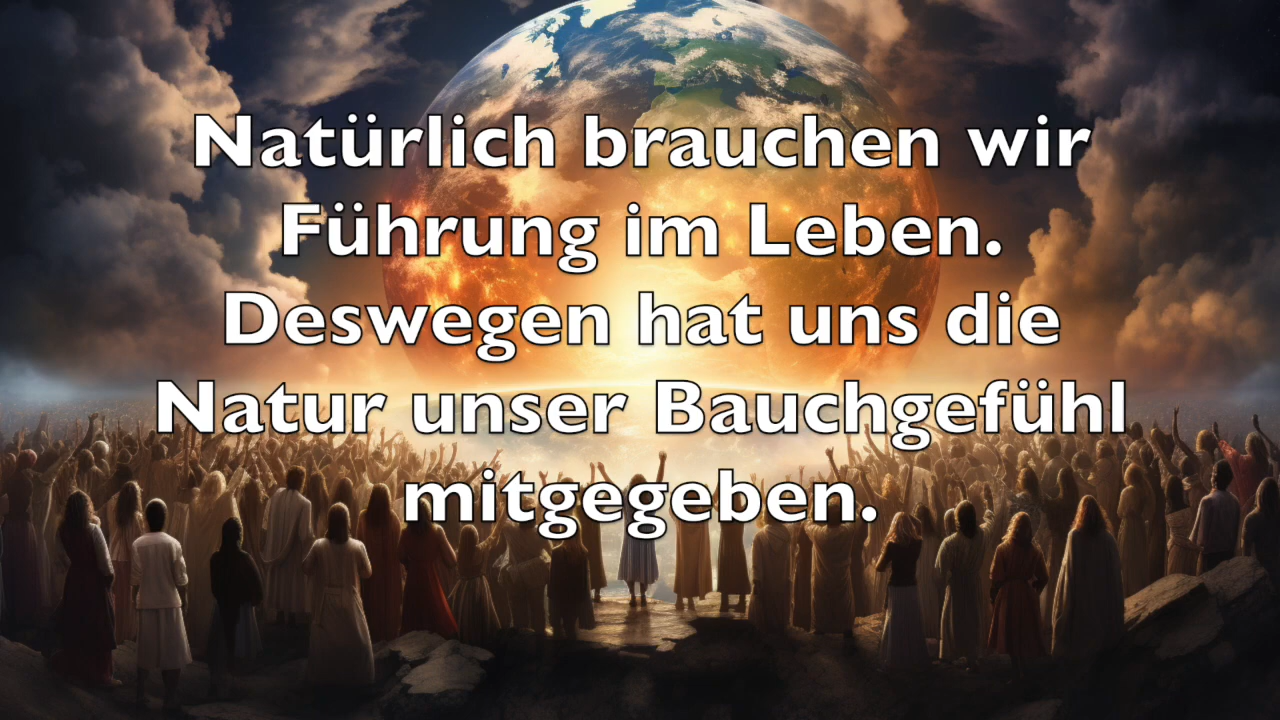 Natürlich brauchen wir
Führung im Leben.
Deswegen hat uns die
Natur unser Bauchgefühl
mitgegeben.